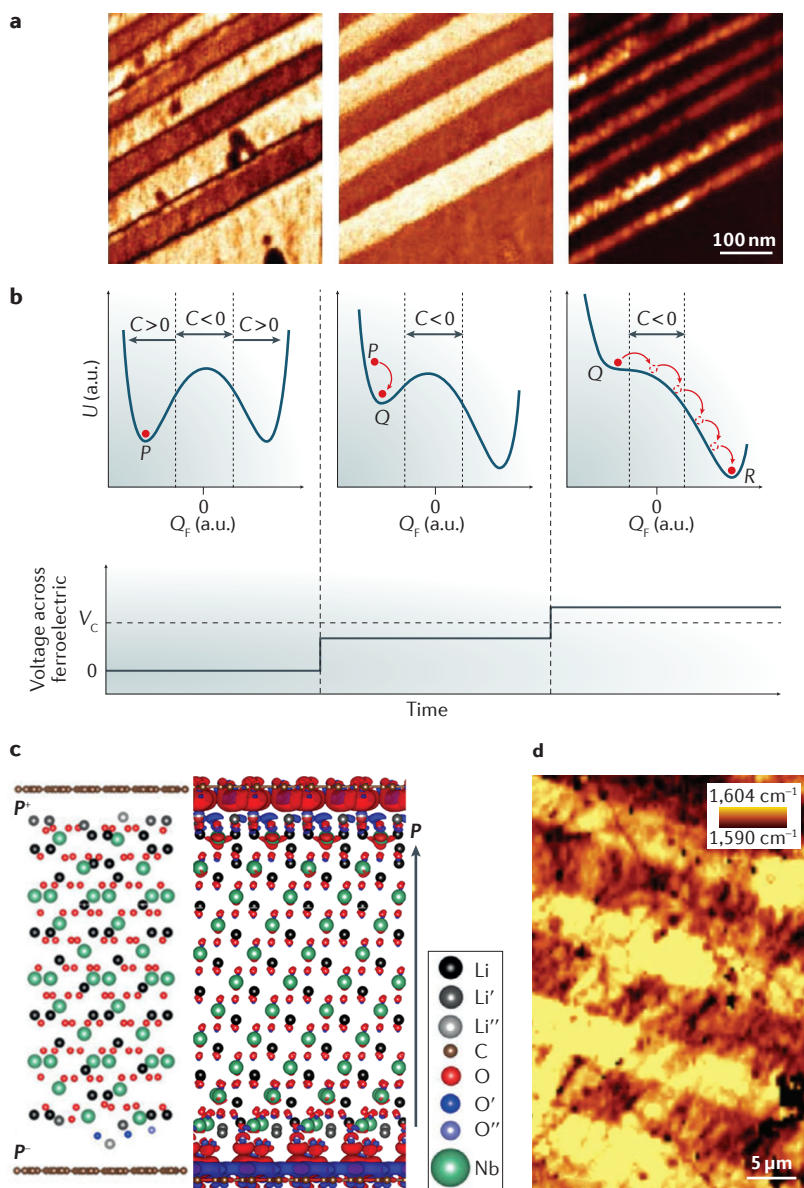 a
100 nm
b
C > 0
C < 0
C > 0
U (a.u.)
P
0
Q_F (a.u.)
C < 0
P
Q
0
Q_F (a.u.)
C < 0
Q
R
0
Q_F (a.u.)
Voltage across
ferroelectric
V_C
0
Time
c
P⁺
P⁻
P
Li
Li′
Li′′
C
O
O′
O′′
Nb
d
1,604 cm⁻¹
1,590 cm⁻¹
5 µm